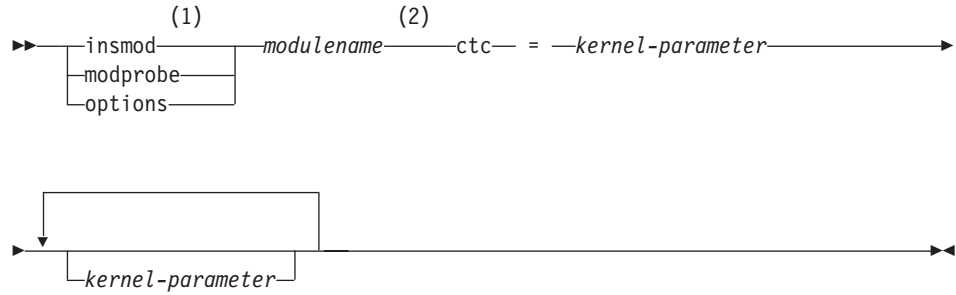 (1) (2)
insmod modulename ctc = kernel-parameter
modprobe
options
kernel-parameter